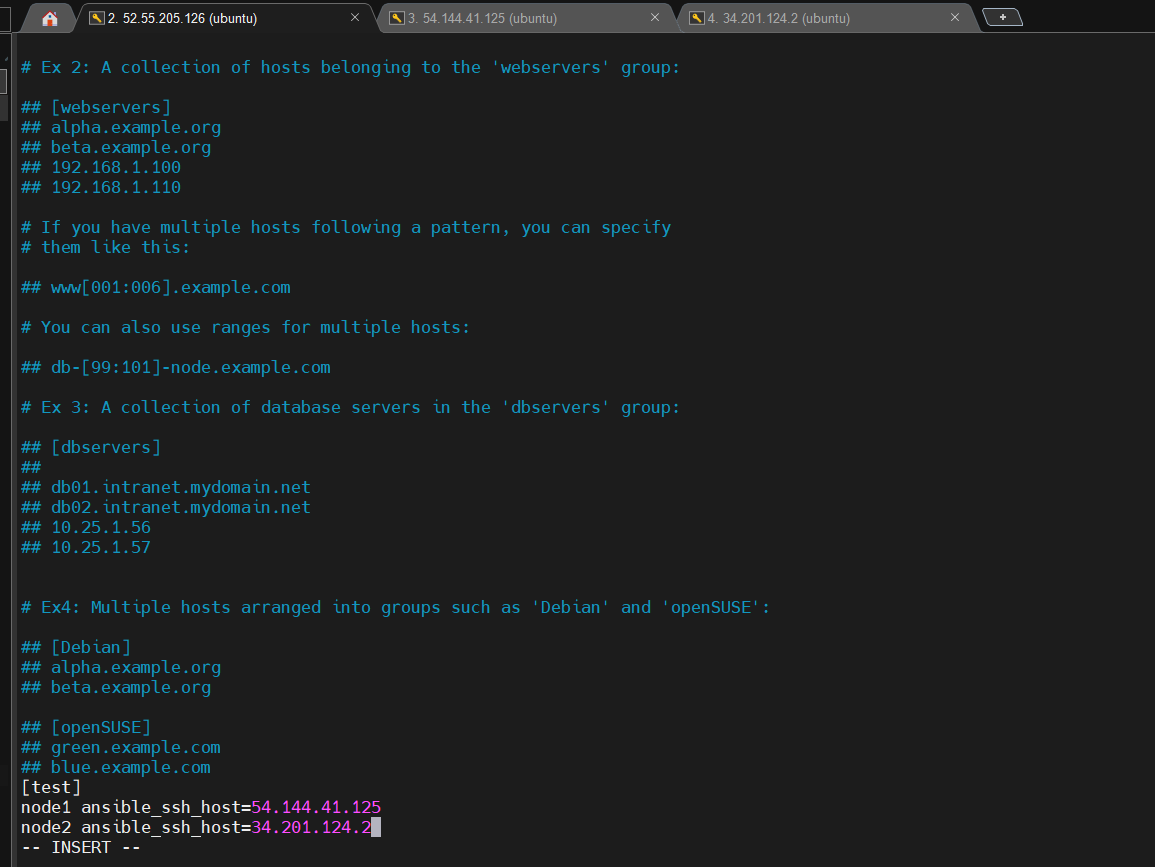 2. 52.55.205.126 (ubuntu)
3. 54.144.41.125 (ubuntu)
4. 34.201.124.2 (ubuntu)
# Ex 2: A collection of hosts belonging to the 'webservers' group:
## [webservers]
## alpha.example.org
## beta.example.org
## 192.168.1.100
## 192.168.1.110
# If you have multiple hosts following a pattern, you can specify
# them like this:
## www[001:006].example.com
# You can also use ranges for multiple hosts:
## db-[99:101]-node.example.com
# Ex 3: A collection of database servers in the 'dbservers' group:
## [dbservers]
##
## db01.intranet.mydomain.net
## db02.intranet.mydomain.net
## 10.25.1.56
## 10.25.1.57
# Ex4: Multiple hosts arranged into groups such as 'Debian' and 'openSUSE':
## [Debian]
## alpha.example.org
## beta.example.org
## [openSUSE]
## green.example.com
## blue.example.com
[test]
node1 ansible_ssh_host=54.144.41.125
node2 ansible_ssh_host=34.201.124.2
-- INSERT --